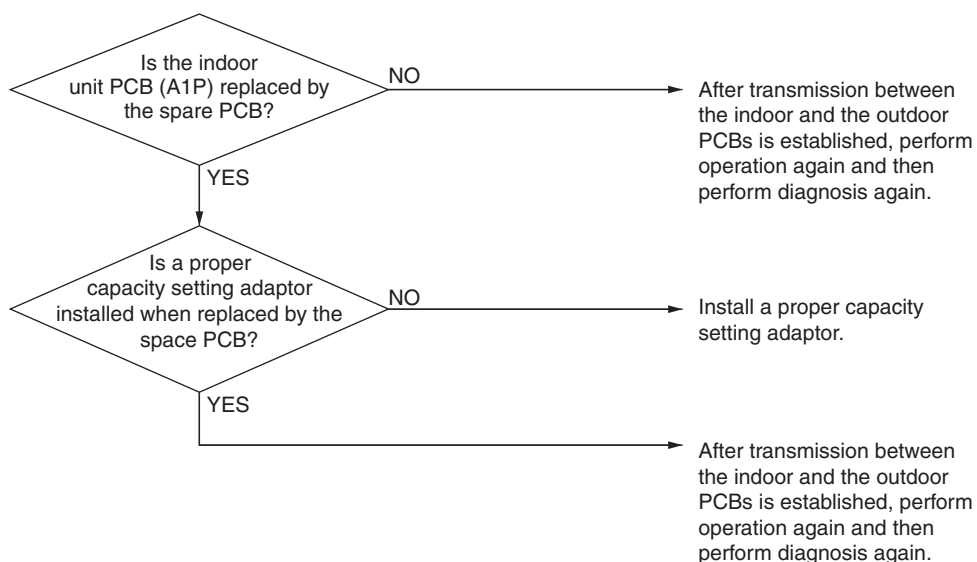 Is the indoor
unit PCB (A1P) replaced by
the spare PCB?
NO
After transmission between
the indoor and the outdoor
PCBs is established, perform
operation again and then
perform diagnosis again.
YES
Is a proper
capacity setting adaptor
installed when replaced by the
space PCB?
NO
Install a proper capacity
setting adaptor.
YES
After transmission between
the indoor and the outdoor
PCBs is established, perform
operation again and then
perform diagnosis again.